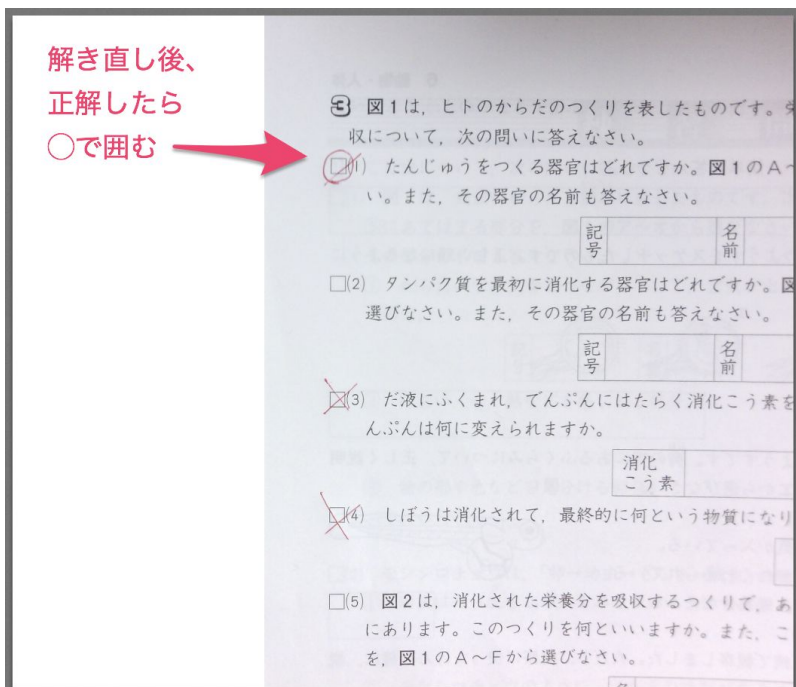 解き直し後、
正解したら
◯で囲む
3 図1は，ヒトのからだのつくりを表したものです。栄
収について，次の問いに答えなさい。
□(1) たんじゅうをつくる器官はどれですか。図1のA〜
い。また，その器官の名前も答えなさい。
記号 名前
□(2) タンパク質を最初に消化する器官はどれですか。図
選びなさい。また，その器官の名前も答えなさい。
記号 名前
□(3) だ液にふくまれ，でんぷんにはたらく消化こう素を
んぷんは何に変えられますか。
消化
こう素
□(4) しぼうは消化されて，最終的に何という物質になり
□(5) 図2は，消化された栄養分を吸収するつくりで，あ
にあります。このつくりを何といいますか。また，こ
を，図1のA〜Fから選びなさい。